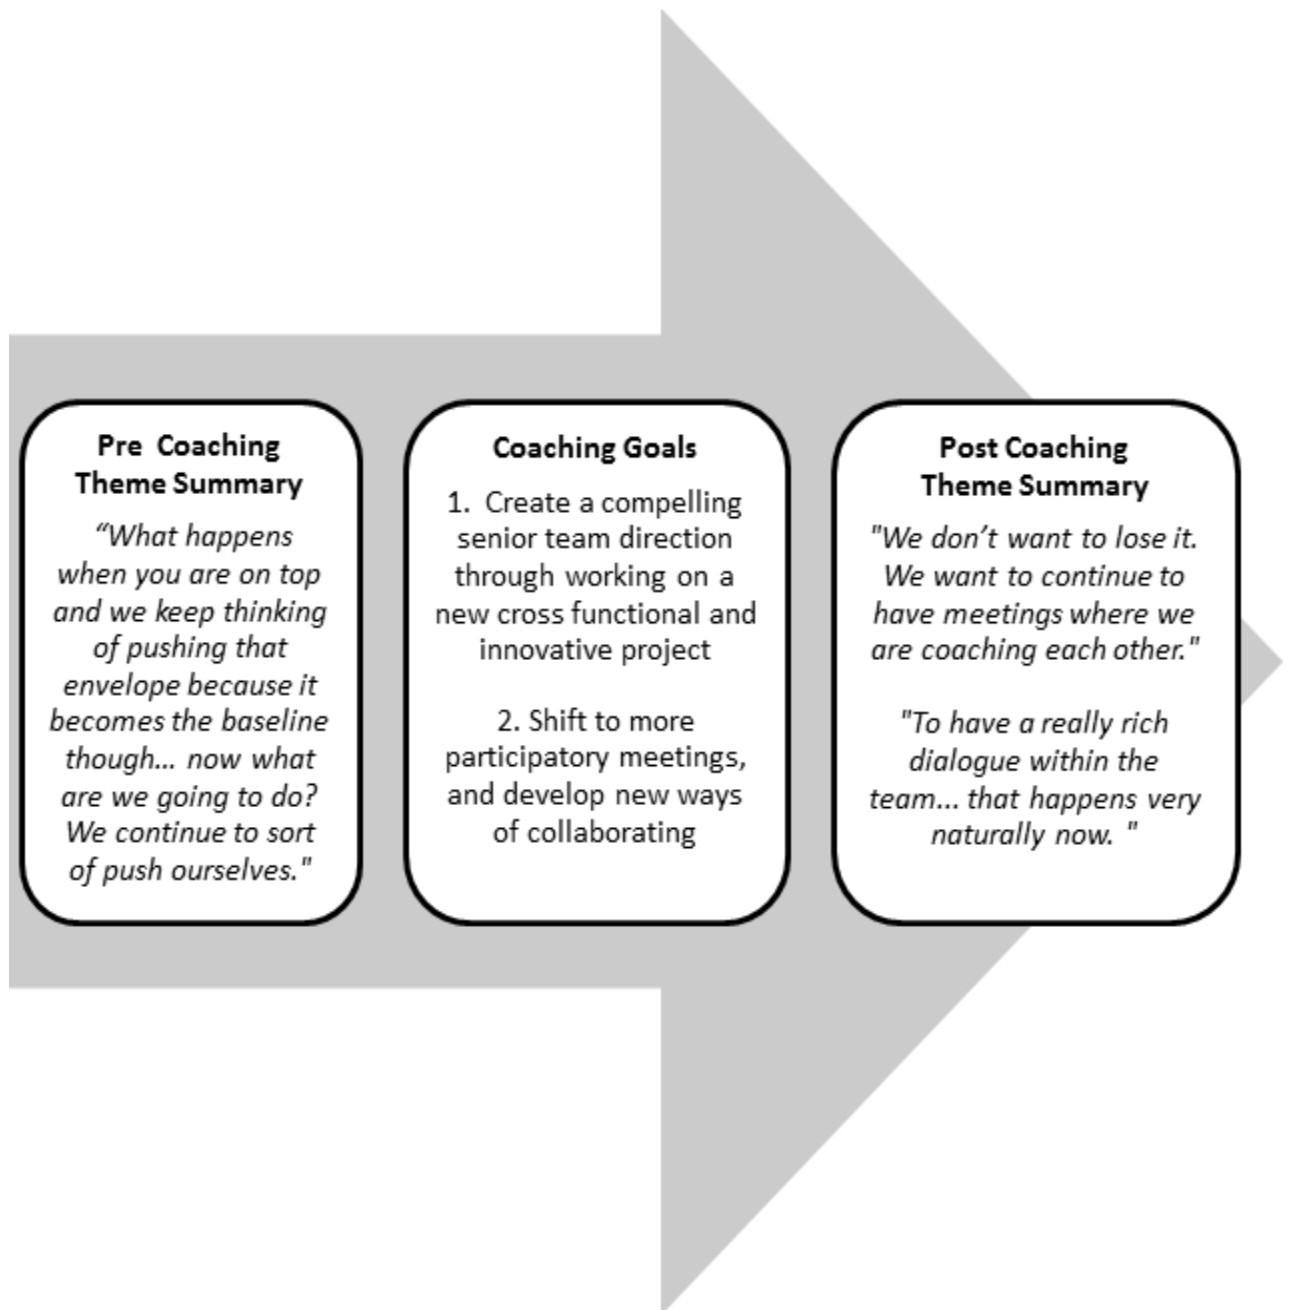 Pre  Coaching
Theme Summary
“What happens
when you are on top
and we keep thinking
of pushing that
envelope because it
becomes the baseline
though... now what
are we going to do?
We continue to sort
of push ourselves."
Coaching Goals
1.  Create a compelling
senior team direction
through working on a
new cross functional and
innovative project
2. Shift to more
participatory meetings,
and develop new ways
of collaborating
Post Coaching
Theme Summary
"We don’t want to lose it.
We want to continue to
have meetings where we
are coaching each other."
"To have a really rich
dialogue within the
team... that happens very
naturally now. "